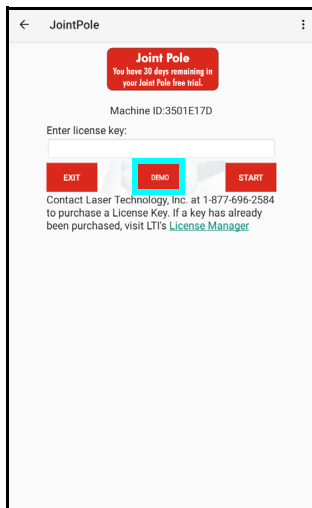 JointPole
Joint Pole
You have 30 days remaining in
your Joint Pole free trial.
Machine ID:3501E17D
Enter license key:
EXIT DEMO START
Contact Laser Technology, Inc. at 1-877-696-2584
to purchase a License Key. If a key has already
been purchased, visit LTI's License Manager